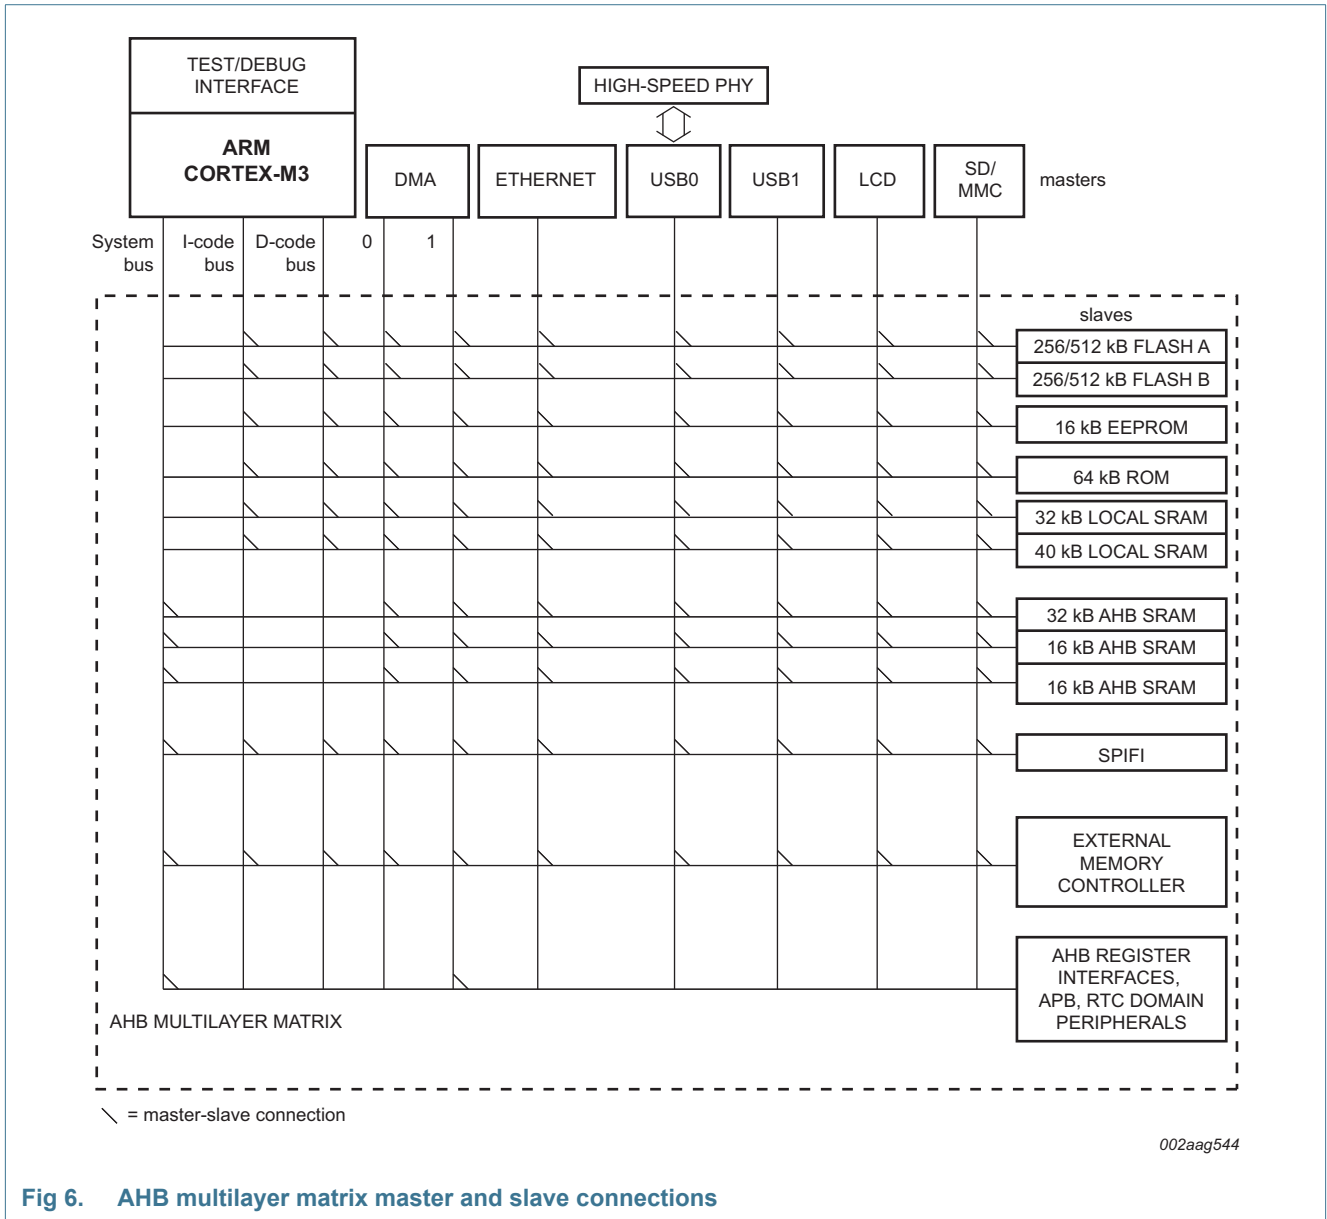 TEST/DEBUG
INTERFACE
ARM
CORTEX-M3
HIGH-SPEED PHY
DMA
ETHERNET
USB0
USB1
LCD
SD/
MMC
masters
System
bus
I-code
bus
D-code
bus
0
1
slaves
256/512 kB FLASH A
256/512 kB FLASH B
16 kB EEPROM
64 kB ROM
32 kB LOCAL SRAM
40 kB LOCAL SRAM
32 kB AHB SRAM
16 kB AHB SRAM
16 kB AHB SRAM
SPIFI
EXTERNAL
MEMORY
CONTROLLER
AHB REGISTER
INTERFACES,
APB, RTC DOMAIN
PERIPHERALS
AHB MULTILAYER MATRIX
= master-slave connection
002aag544
Fig 6. AHB multilayer matrix master and slave connections